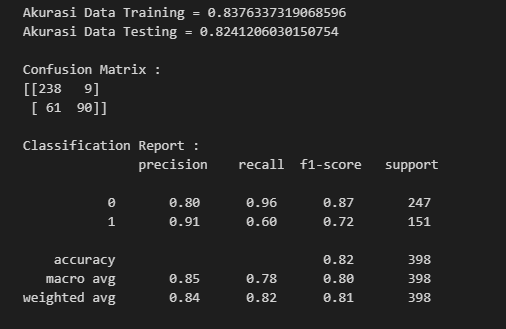 Akurasi Data Training = 0.8376337319068596
Akurasi Data Testing = 0.8241206030150754
Confusion Matrix :
[[238   9]
 [ 61  90]]
Classification Report :
              precision    recall  f1-score   support
           0       0.80      0.96      0.87       247
           1       0.91      0.60      0.72       151
    accuracy                           0.82       398
   macro avg       0.85      0.78      0.80       398
weighted avg       0.84      0.82      0.81       398